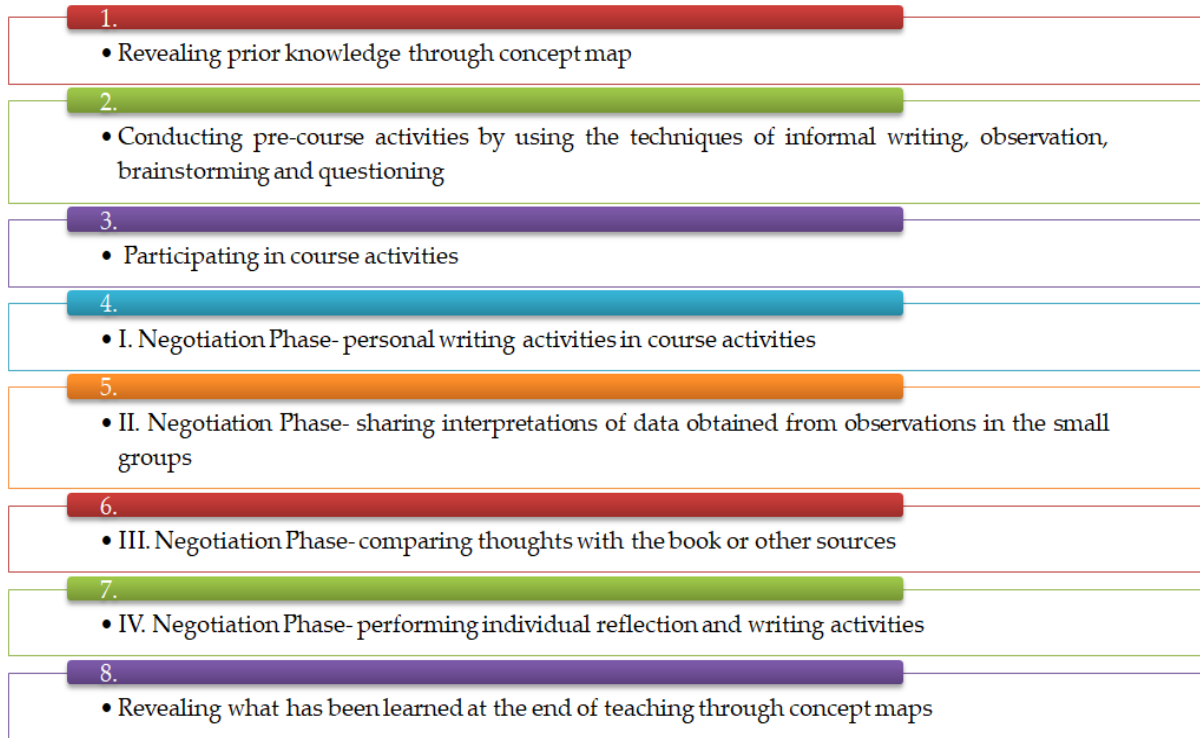 1.
• Revealing prior knowledge through concept map
2.
• Conducting pre-course activities by using the techniques of informal writing, observation,
brainstorming and questioning
3.
• Participating in course activities
4.
• I. Negotiation Phase- personal writing activities in course activities
5.
• II. Negotiation Phase- sharing interpretations of data obtained from observations in the small
groups
6.
• III. Negotiation Phase- comparing thoughts with the book or other sources
7.
• IV. Negotiation Phase- performing individual reflection and writing activities
8.
• Revealing what has been learned at the end of teaching through concept maps